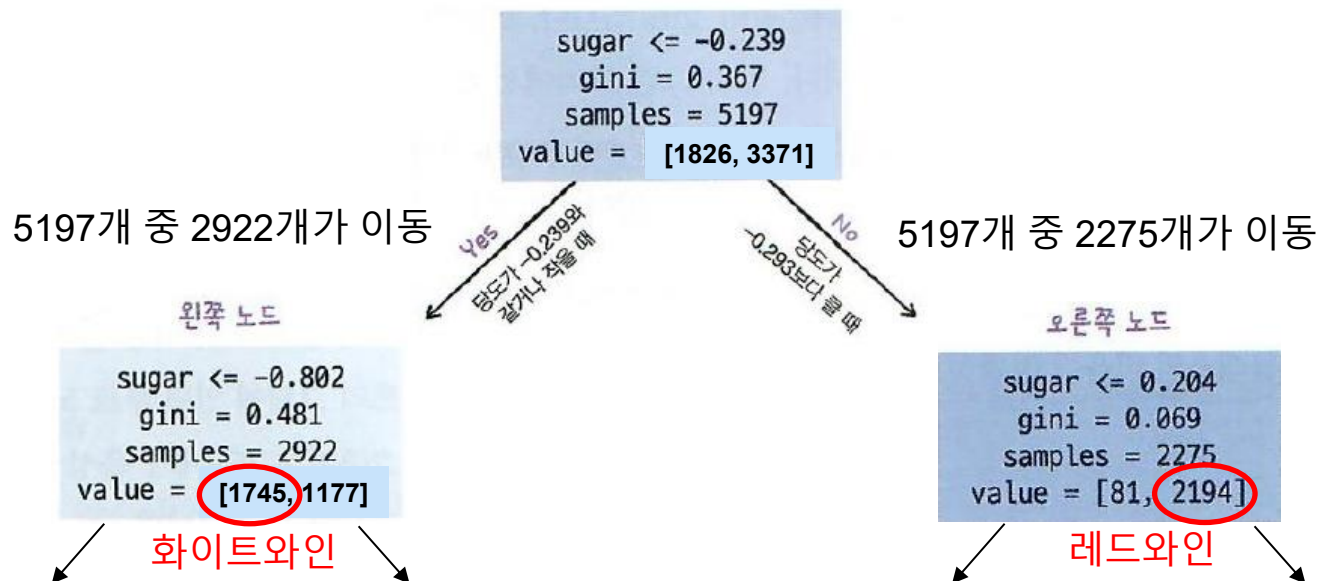 sugar <= -0.239
gini = 0.367
samples = 5197
value = [1826, 3371]
5197개 중 2922개가 이동
Yes
당도가 -0.239와
같거나 작을 때
No
당도가
-0.293보다 클 때
5197개 중 2275개가 이동
왼쪽 노드
sugar <= -0.802
gini = 0.481
samples = 2922
value = [1745, 1177]
화이트와인
오른쪽 노드
sugar <= 0.204
gini = 0.069
samples = 2275
value = [81, 2194]
레드와인